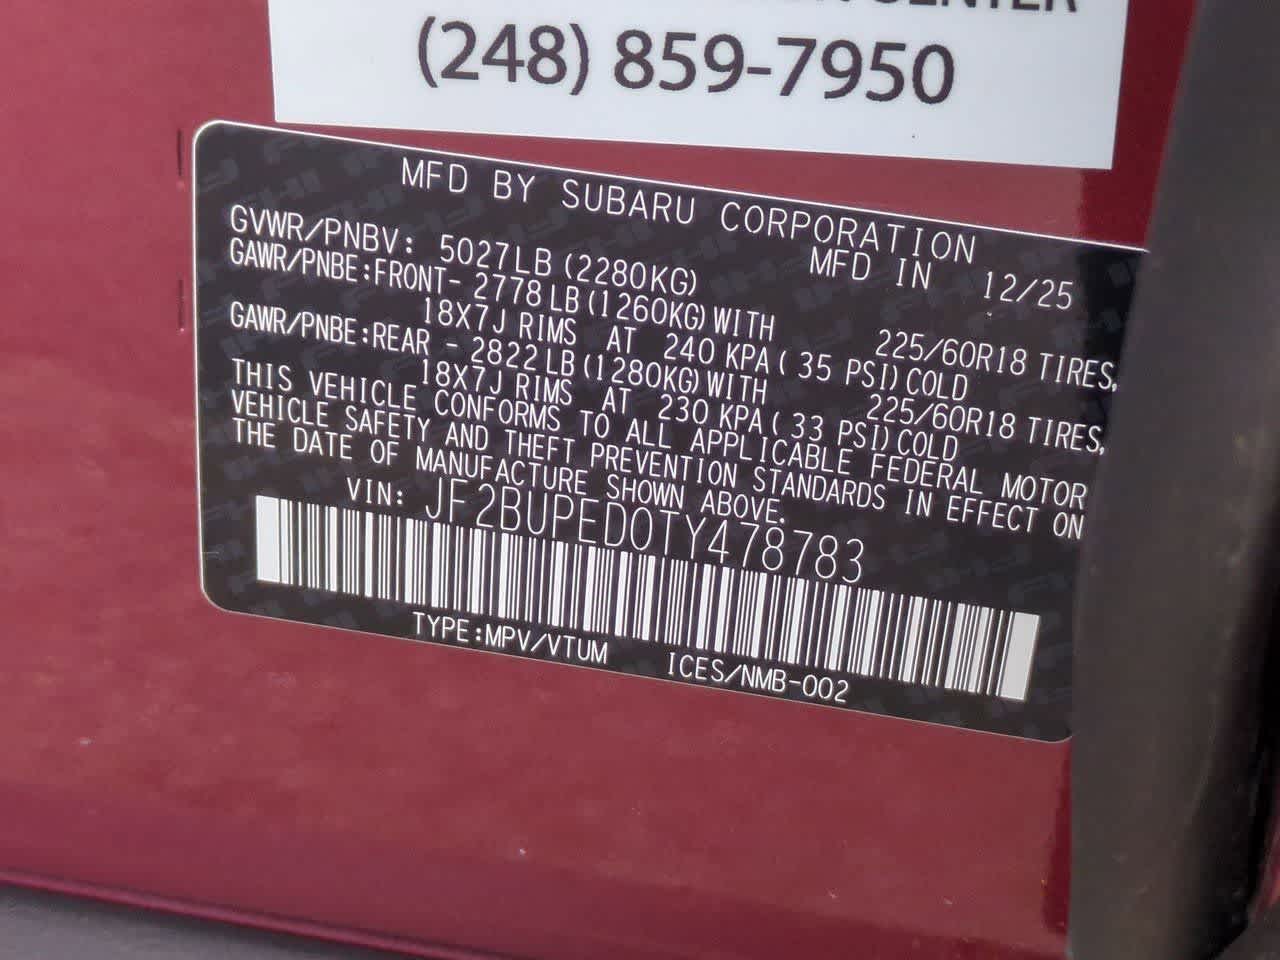 CENTER
(248) 859-7950
MFD BY SUBARU CORPORATION
GVWR/PNBV: 5027LB (2280KG) MFD IN 12/25
GAWR/PNBE:FRONT- 2778LB(1260KG)WITH 225/60R18 TIRES,
18X7J RIMS AT 240 KPA( 35 PSI)COLD
GAWR/PNBE:REAR - 2822LB(1280KG)WITH 225/60R18 TIRES,
18X7J RIMS AT 230 KPA( 33 PSI)COLD
THIS VEHICLE CONFORMS TO ALL APPLICABLE FEDERAL MOTOR
VEHICLE SAFETY AND THEFT PREVENTION STANDARDS IN EFFECT ON
THE DATE OF MANUFACTURE SHOWN ABOVE.
VIN: JF2BUPED0TY478783
TYPE:MPV/VTUM ICES/NMB-002